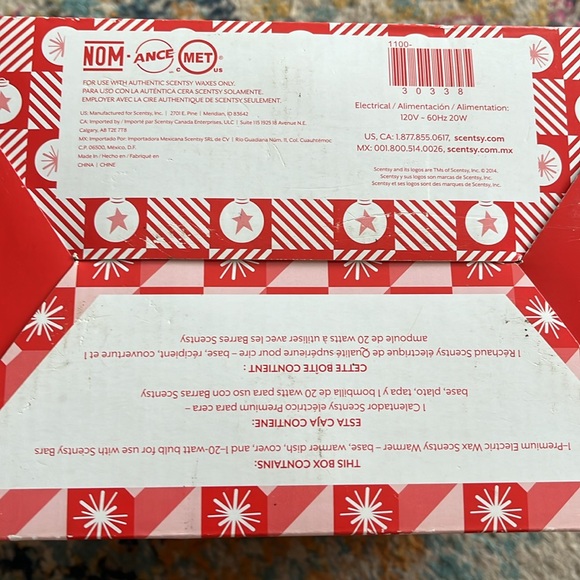 NOM - ANCE MET
C US
FOR USE WITH AUTHENTIC SCENTSY WAXES ONLY.
PARA USO CON LA AUTÉNTICA CERA SCENTSY SOLAMENTE.
EMPLOYER AVEC LA CIRE AUTHENTIQUE DE SCENTSY SEULEMENT.
US: Manufactured for Scentsy, Inc. | 2701 E. Pine | Meridian, ID 83642
CA: Imported by / Importé par Scentsy Canada Enterprises, ULC | Suite 115 1925 18 Avenue N.E.
Calgary, AB T2E 7T8
MX: Importado por: Importadora Mexicana Scentsy SRL de CV | Rio Guadiana Núm. 11, Col. Cuauhtémoc
C.P. 06500, México, D.F.
Made in / Hecho en / Fabriqué en
CHINA | CHINE
1100-
30338
Electrical / Alimentación / Alimentation:
120V ~ 60Hz 20W
US, CA: 1.877.855.0617, scentsy.com
MX: 001.800.514.0026, scentsy.com.mx
Scentsy and its logos are TMs of Scentsy, Inc. © 2014.
Scentsy y sus logos son marcas de Scentsy, Inc.
Scentsy et ses logos sont des marques de Scentsy, Inc.
THIS BOX CONTAINS:
1–Premium Electric Wax Scentsy Warmer – base, warmer dish, cover, and 1–20-watt bulb for use with Scentsy Bars
ESTA CAJA CONTIENE:
1 Calentador Scentsy eléctrico Premium para cera –
base, plato, tapa y 1 bombilla de 20 watts para uso con Barras Scentsy
CETTE BOÎTE CONTIENT :
1 Réchaud Scentsy électrique de Qualité supérieure pour cire – base, récipient, couverture et 1
ampoule de 20 watts à utiliser avec les Barres Scentsy